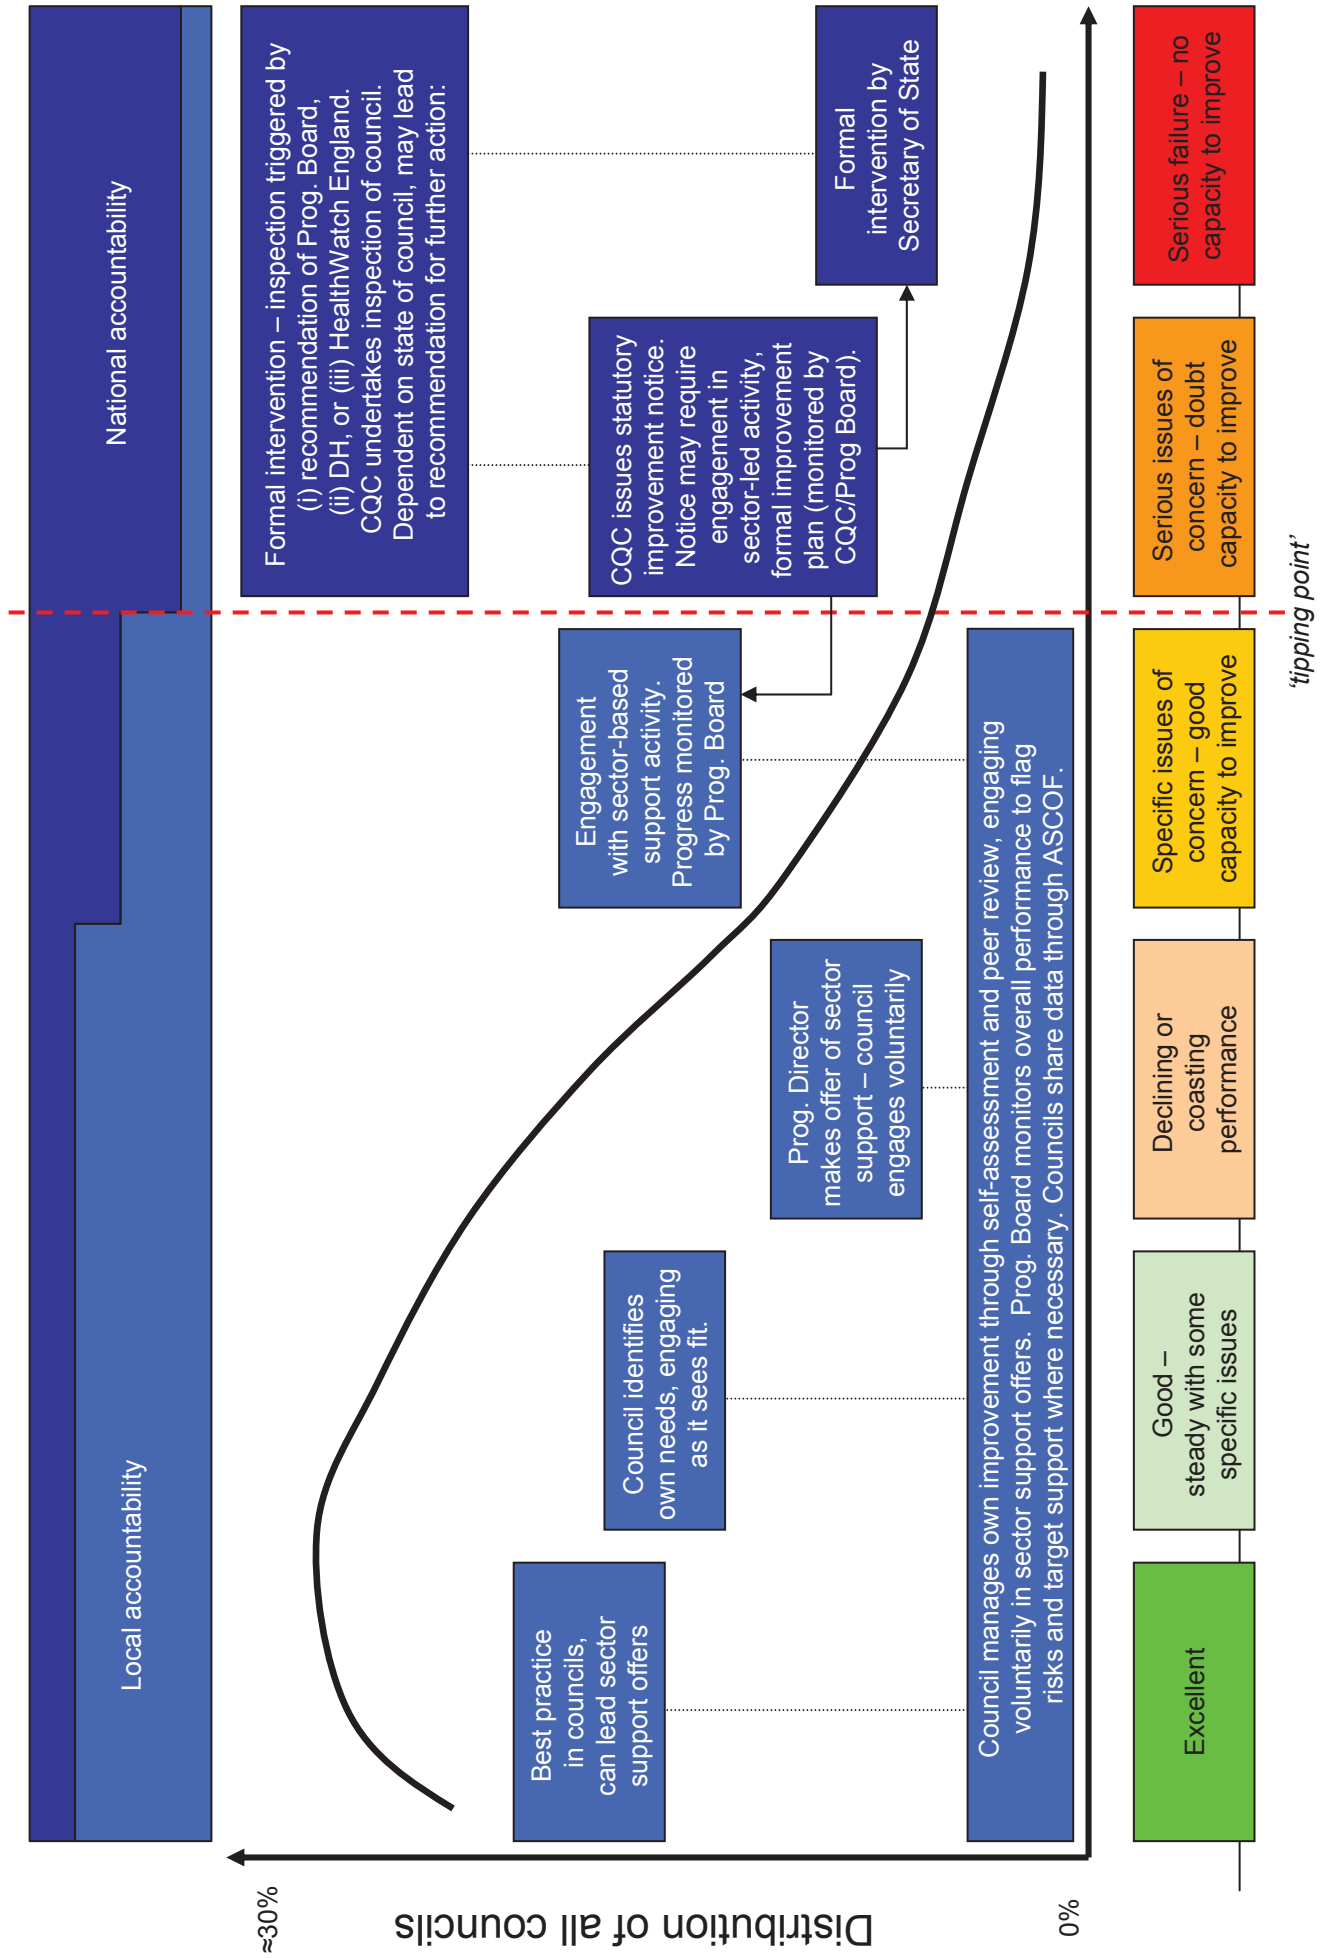 Local accountability
National accountability
≈30%
Distribution of all councils
0%
Formal intervention – inspection triggered by
(i) recommendation of Prog. Board,
(ii) DH, or (iii) HealthWatch England.
CQC undertakes inspection of council.
Dependent on state of council, may lead
to recommendation for further action:
Best practice
in councils,
can lead sector
support offers
Council identifies
own needs, engaging
as it sees fit.
Prog. Director
makes offer of sector
support – council
engages voluntarily
Engagement
with sector-based
support activity.
Progress monitored
by Prog. Board
CQC issues statutory
improvement notice.
Notice may require
engagement in
sector-led activity,
formal improvement
plan (monitored by
CQC/Prog Board).
Formal
intervention by
Secretary of State
Council manages own improvement through self-assessment and peer review, engaging
voluntarily in sector support offers. Prog. Board monitors overall performance to flag
risks and target support where necessary. Councils share data through ASCOF.
Excellent
Good –
steady with some
specific issues
Declining or
coasting
performance
Specific issues of
concern – good
capacity to improve
Serious issues of
concern – doubt
capacity to improve
Serious failure – no
capacity to improve
'tipping point'